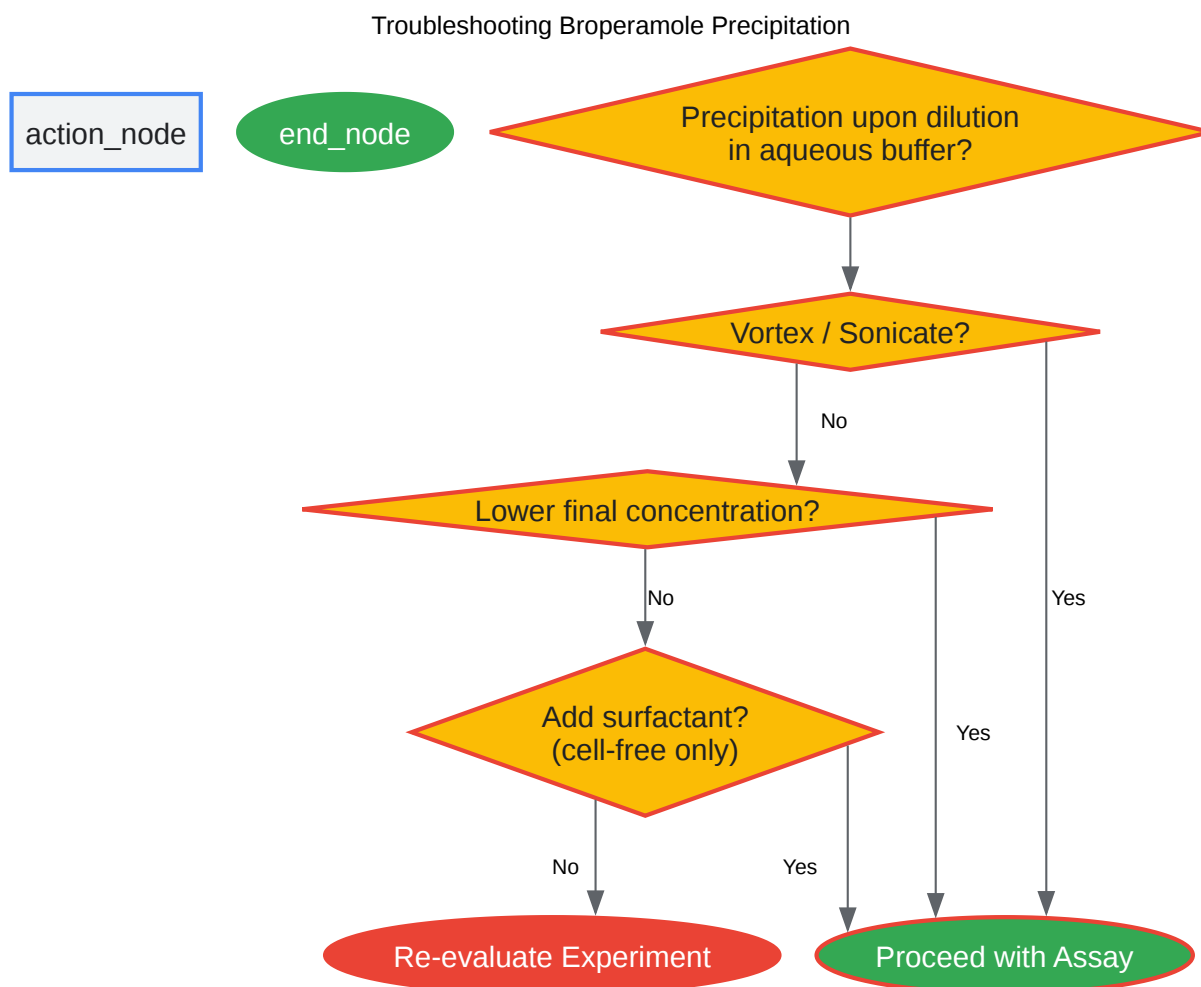 Troubleshooting Broperamole Precipitation
action_node
end_node
Precipitation upon dilution
in aqueous buffer?
Vortex / Sonicate?
No
Lower final concentration?
No
Yes
Add surfactant?
(cell-free only)
Yes
No
Yes
Re-evaluate Experiment
Proceed with Assay